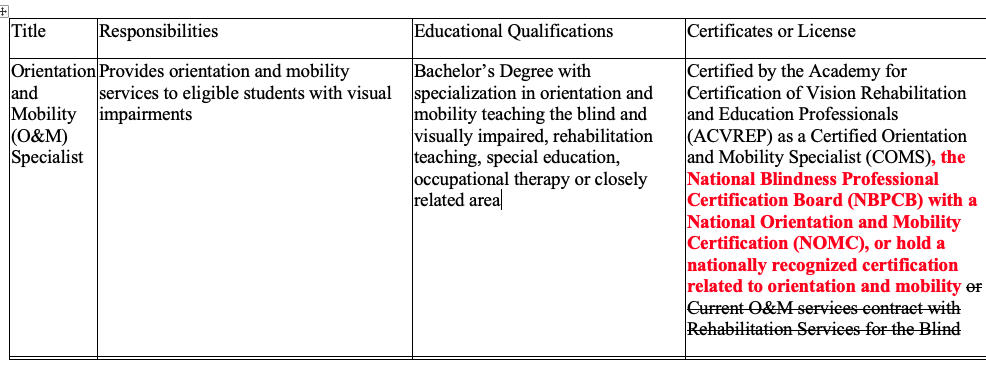 Title
Responsibilities
Educational Qualifications
Certificates or License
Orientation
and
Mobility
(O&M)
Specialist
Provides orientation and mobility
services to eligible students with visual
impairments
Bachelor’s Degree with
specialization in orientation and
mobility teaching the blind and
visually impaired, rehabilitation
teaching, special education,
occupational therapy or closely
related area
Certified by the Academy for
Certification of Vision Rehabilitation
and Education Professionals
(ACVREP) as a Certified Orientation
and Mobility Specialist (COMS), the
National Blindness Professional
Certification Board (NBPCB) with a
National Orientation and Mobility
Certification (NOMC), or hold a
nationally recognized certification
related to orientation and mobility or
Current O&M services contract with
Rehabilitation Services for the Blind